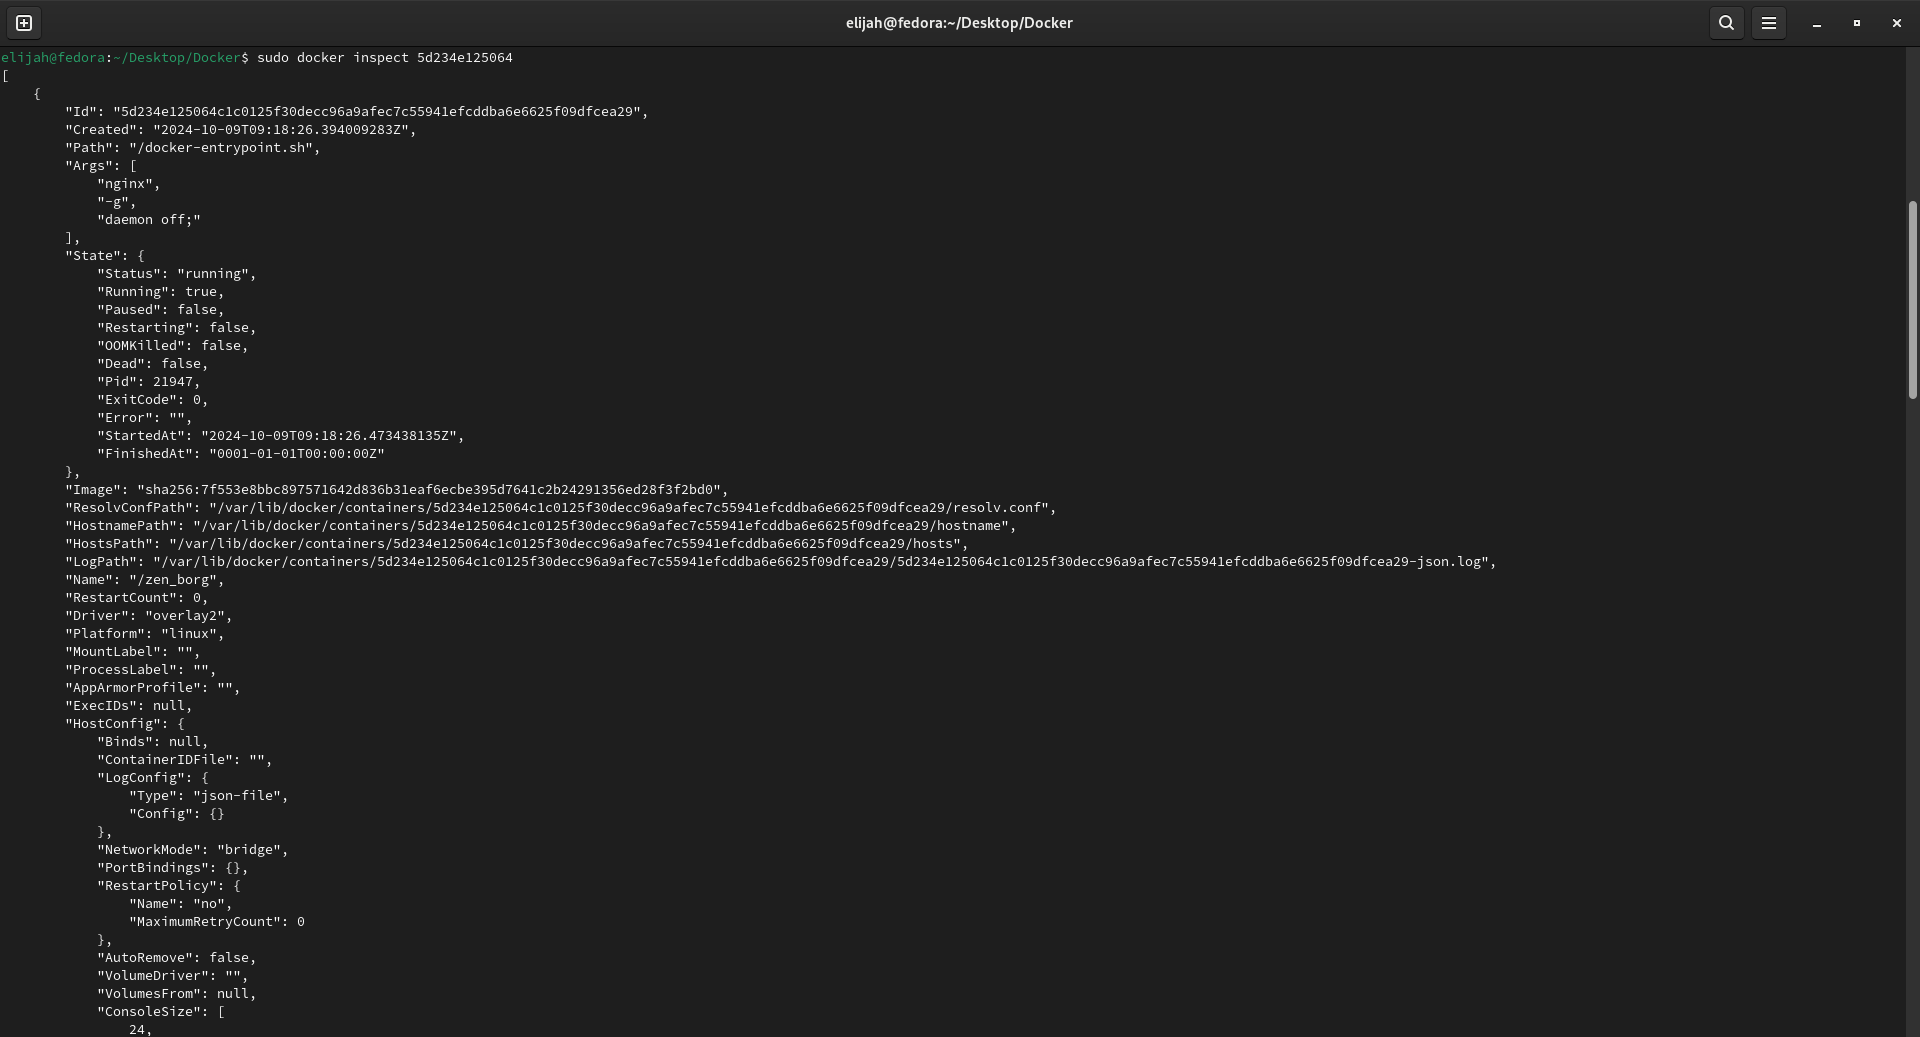 elijah@fedora:~/Desktop/Docker
elijah@fedora:~/Desktop/Docker$ sudo docker inspect 5d234e125064
[
    {
        "Id": "5d234e125064c1c0125f30decc96a9afec7c55941efcddba6e6625f09dfcea29",
        "Created": "2024-10-09T09:18:26.394009283Z",
        "Path": "/docker-entrypoint.sh",
        "Args": [
            "nginx",
            "-g",
            "daemon off;"
        ],
        "State": {
            "Status": "running",
            "Running": true,
            "Paused": false,
            "Restarting": false,
            "OOMKilled": false,
            "Dead": false,
            "Pid": 21947,
            "ExitCode": 0,
            "Error": "",
            "StartedAt": "2024-10-09T09:18:26.473438135Z",
            "FinishedAt": "0001-01-01T00:00:00Z"
        },
        "Image": "sha256:7f553e8bbc897571642d836b31eaf6ecbe395d7641c2b24291356ed28f3f2bd0",
        "ResolvConfPath": "/var/lib/docker/containers/5d234e125064c1c0125f30decc96a9afec7c55941efcddba6e6625f09dfcea29/resolv.conf",
        "HostnamePath": "/var/lib/docker/containers/5d234e125064c1c0125f30decc96a9afec7c55941efcddba6e6625f09dfcea29/hostname",
        "HostsPath": "/var/lib/docker/containers/5d234e125064c1c0125f30decc96a9afec7c55941efcddba6e6625f09dfcea29/hosts",
        "LogPath": "/var/lib/docker/containers/5d234e125064c1c0125f30decc96a9afec7c55941efcddba6e6625f09dfcea29/5d234e125064c1c0125f30decc96a9afec7c55941efcddba6e6625f09dfcea29-json.log",
        "Name": "/zen_borg",
        "RestartCount": 0,
        "Driver": "overlay2",
        "Platform": "linux",
        "MountLabel": "",
        "ProcessLabel": "",
        "AppArmorProfile": "",
        "ExecIDs": null,
        "HostConfig": {
            "Binds": null,
            "ContainerIDFile": "",
            "LogConfig": {
                "Type": "json-file",
                "Config": {}
            },
            "NetworkMode": "bridge",
            "PortBindings": {},
            "RestartPolicy": {
                "Name": "no",
                "MaximumRetryCount": 0
            },
            "AutoRemove": false,
            "VolumeDriver": "",
            "VolumesFrom": null,
            "ConsoleSize": [
                24,